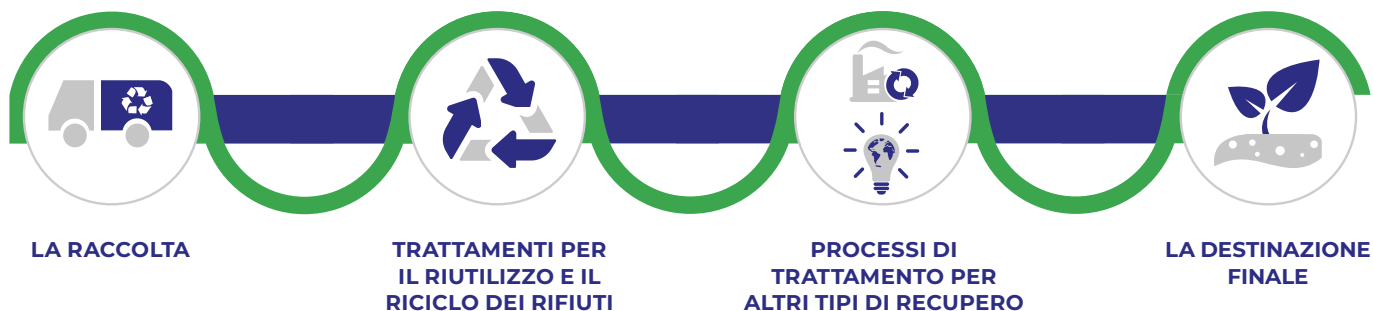 LA RACCOLTA
TRATTAMENTI PER
IL RIUTILIZZO E IL
RICICLO DEI RIFIUTI
PROCESSI DI
TRATTAMENTO PER
ALTRI TIPI DI RECUPERO
LA DESTINAZIONE
FINALE